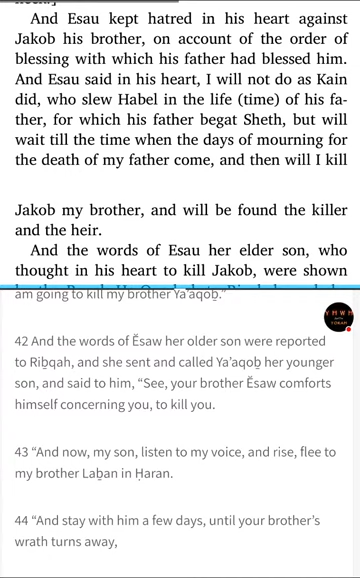 And Esau kept hatred in his heart against
Jakob his brother, on account of the order of
blessing with which his father had blessed him.
And Esau said in his heart, I will not do as Kain
did, who slew Habel in the life (time) of his fa-
ther, for which his father begat Sheth, but will
wait till the time when the days of mourning for
the death of my father come, and then will I kill
Jakob my brother, and will be found the killer
and the heir.
And the words of Esau her elder son, who
thought in his heart to kill Jakob, were shown
am going to kill my brother Ya’aqoḇ.”
YMWM
TORAH
42 And the words of Ěsaw her older son were reported
to Riḇqah, and she sent and called Ya’aqoḇ her younger
son, and said to him, “See, your brother Ěsaw comforts
himself concerning you, to kill you.
43 “And now, my son, listen to my voice, and rise, flee to
my brother Laḇan in Ḥaran.
44 “And stay with him a few days, until your brother’s
wrath turns away,